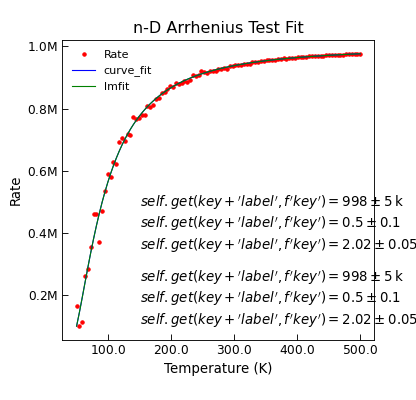 n-D Arrhenius Test Fit
1.0M
0.8M
0.6M
0.4M
0.2M
Rate
Rate
curve_fit
lmfit
self.get(key+'label',f'key')=998±5 k
self.get(key+'label',f'key')=0.5±0.1
self.get(key+'label',f'key')=2.02±0.05
self.get(key+'label',f'key')=998±5 k
self.get(key+'label',f'key')=0.5±0.1
self.get(key+'label',f'key')=2.02±0.05
100.0 200.0 300.0 400.0 500.0
Temperature (K)